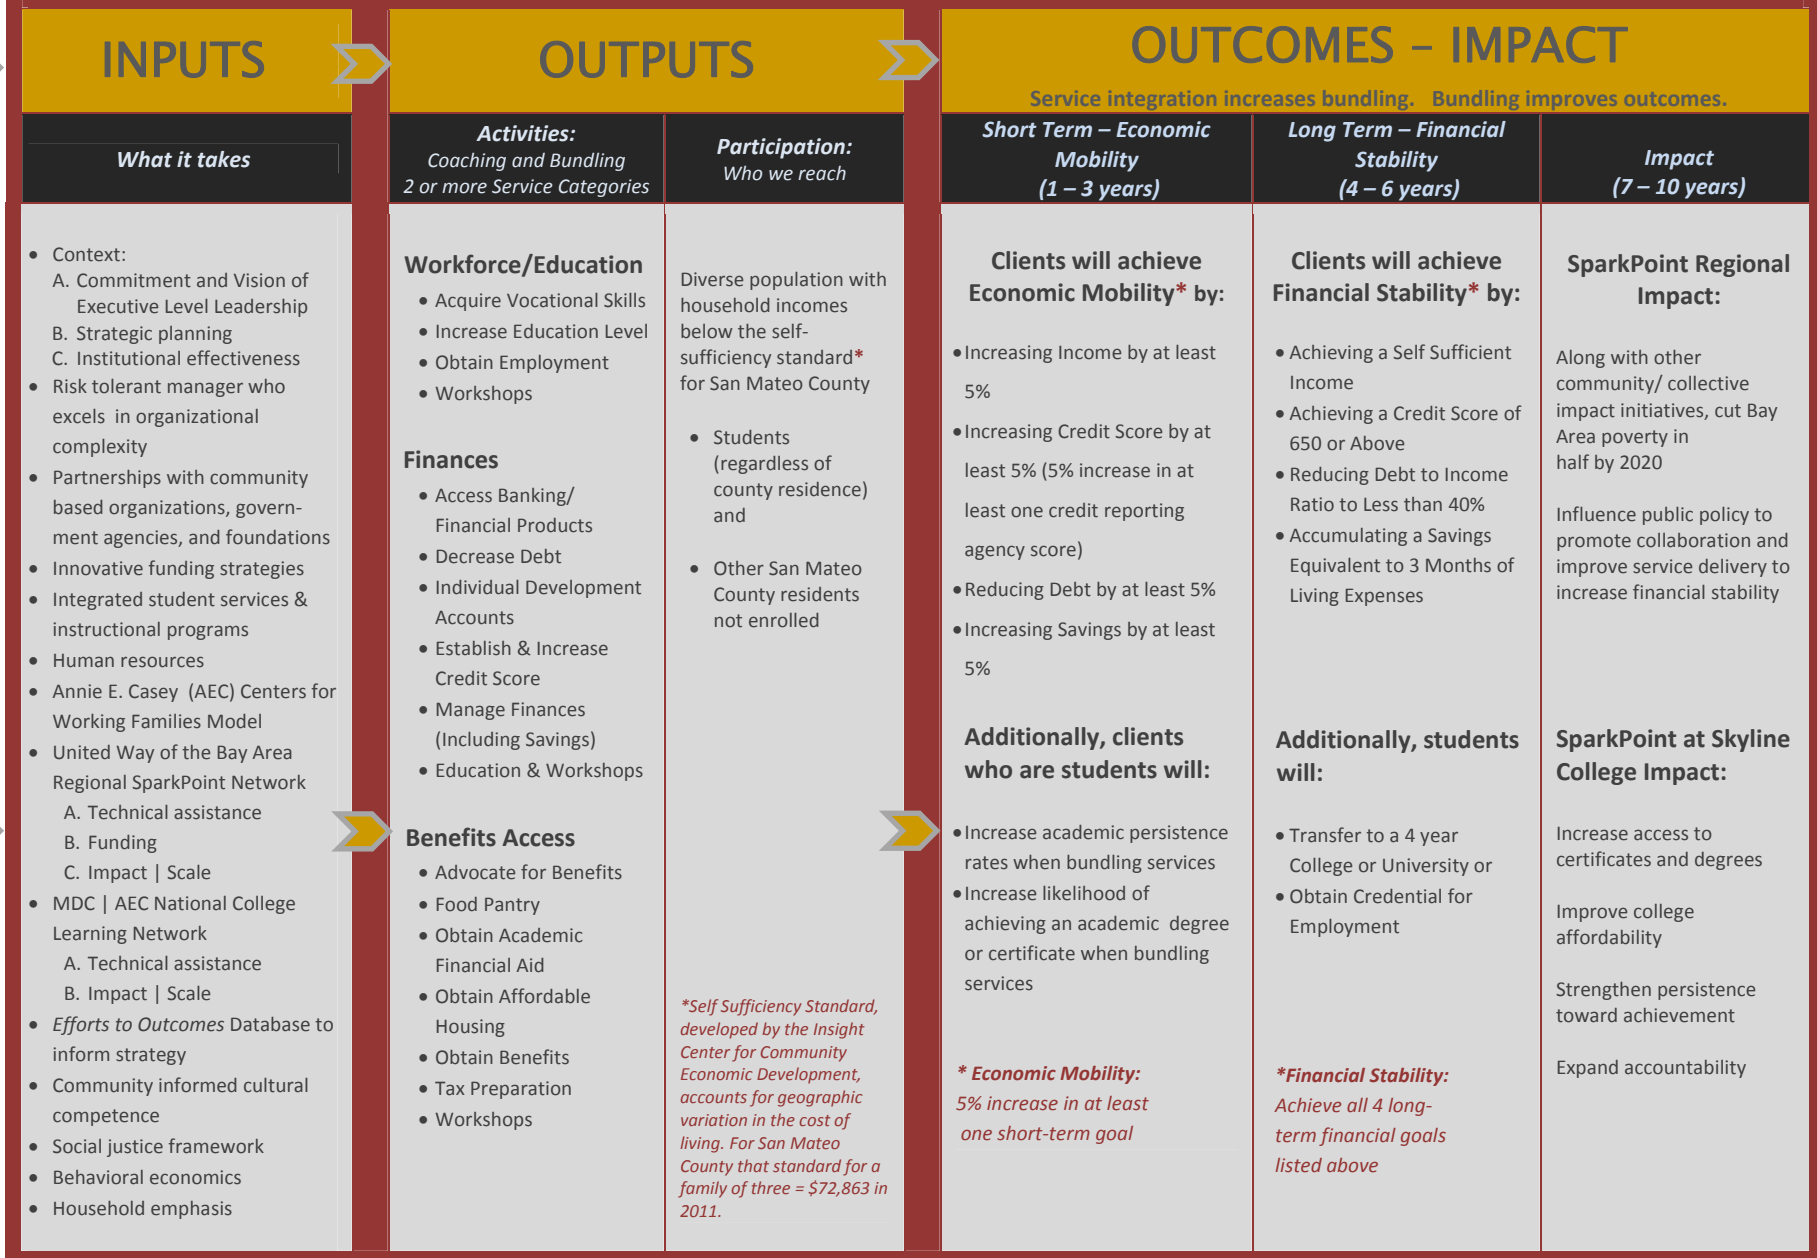 INPUTS
OUTPUTS
OUTCOMES – IMPACT
Service integration increases bundling.   Bundling improves outcomes.
What it takes
Activities:
Coaching and Bundling
2 or more Service Categories
Participation:
Who we reach
Short Term – Economic
Mobility
(1 – 3 years)
Long Term – Financial
Stability
(4 – 6 years)
Impact
(7 – 10 years)
• Context:
A. Commitment and Vision of
Executive Level Leadership
B. Strategic planning
C. Institutional effectiveness
• Risk tolerant manager who
excels  in organizational
complexity
• Partnerships with community
based organizations, govern-
ment agencies, and foundations
• Innovative funding strategies
• Integrated student services &
instructional programs
• Human resources
• Annie E. Casey  (AEC) Centers for
Working Families Model
• United Way of the Bay Area
Regional SparkPoint Network
A. Technical assistance
B. Funding
C. Impact | Scale
• MDC | AEC National College
Learning Network
A. Technical assistance
B. Impact | Scale
• Efforts to Outcomes Database to
inform strategy
• Community informed cultural
competence
• Social justice framework
• Behavioral economics
• Household emphasis
Workforce/Education
• Acquire Vocational Skills
• Increase Education Level
• Obtain Employment
• Workshops
Finances
• Access Banking/
Financial Products
• Decrease Debt
• Individual Development
Accounts
• Establish & Increase
Credit Score
• Manage Finances
(Including Savings)
• Education & Workshops
Benefits Access
• Advocate for Benefits
• Food Pantry
• Obtain Academic
Financial Aid
• Obtain Affordable
Housing
• Obtain Benefits
• Tax Preparation
• Workshops
Diverse population with
household incomes
below the self-
sufficiency standard*
for San Mateo County
• Students
(regardless of
county residence)
and
• Other San Mateo
County residents
not enrolled
*Self Sufficiency Standard,
developed by the Insight
Center for Community
Economic Development,
accounts for geographic
variation in the cost of
living. For San Mateo
County that standard for a
family of three = $72,863 in
2011.
Clients will achieve
Economic Mobility* by:
• Increasing Income by at least
5%
• Increasing Credit Score by at
least 5% (5% increase in at
least one credit reporting
agency score)
• Reducing Debt by at least 5%
• Increasing Savings by at least
5%
Additionally, clients
who are students will:
• Increase academic persistence
rates when bundling services
• Increase likelihood of
achieving an academic  degree
or certificate when bundling
services
* Economic Mobility:
5% increase in at least
one short-term goal
Clients will achieve
Financial Stability* by:
• Achieving a Self Sufficient
Income
• Achieving a Credit Score of
650 or Above
• Reducing Debt to Income
Ratio to Less than 40%
• Accumulating a Savings
Equivalent to 3 Months of
Living Expenses
Additionally, students
will:
• Transfer to a 4 year
College or University or
• Obtain Credential for
Employment
*Financial Stability:
Achieve all 4 long-
term financial goals
listed above
SparkPoint Regional
Impact:
Along with other
community/ collective
impact initiatives, cut Bay
Area poverty in
half by 2020
Influence public policy to
promote collaboration and
improve service delivery to
increase financial stability
SparkPoint at Skyline
College Impact:
Increase access to
certificates and degrees
Improve college
affordability
Strengthen persistence
toward achievement
Expand accountability